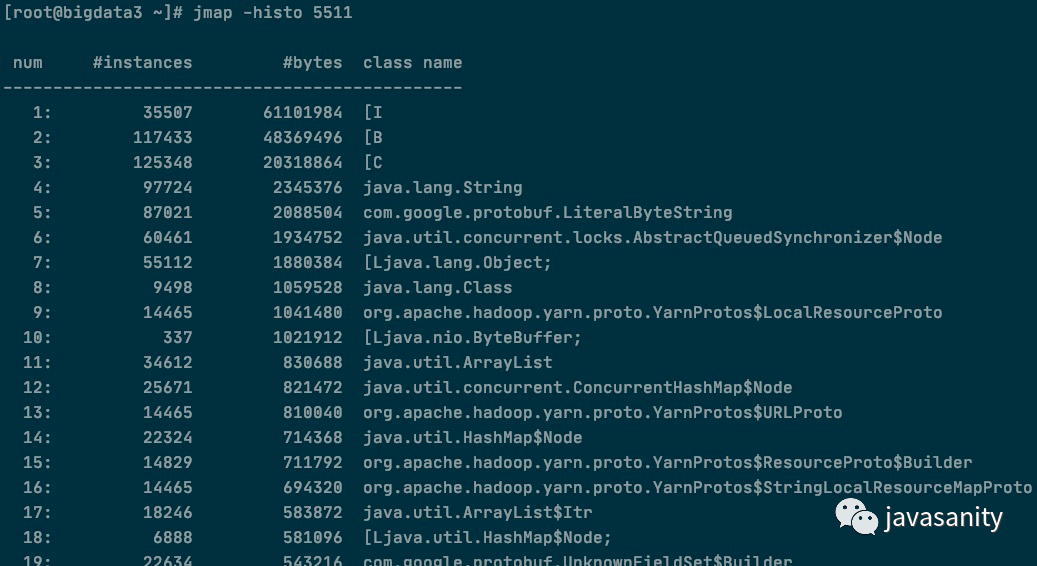 [root@bigdata3 ~]# jmap -histo 5511
num #instances #bytes class name
----------------------------------------------
1: 35507 61101984 [I
2: 117433 48369496 [B
3: 125348 20318864 [C
4: 97724 2345376 java.lang.String
5: 87021 2088504 com.google.protobuf.LiteralByteString
6: 60461 1934752 java.util.concurrent.locks.AbstractQueuedSynchronizer$Node
7: 55112 1880384 [Ljava.lang.Object;
8: 9498 1059528 java.lang.Class
9: 14465 1041480 org.apache.hadoop.yarn.proto.YarnProtos$LocalResourceProto
10: 337 1021912 [Ljava.nio.ByteBuffer;
11: 34612 830688 java.util.ArrayList
12: 25671 821472 java.util.concurrent.ConcurrentHashMap$Node
13: 14465 810040 org.apache.hadoop.yarn.proto.YarnProtos$URLProto
14: 22324 714368 java.util.HashMap$Node
15: 14829 711792 org.apache.hadoop.yarn.proto.YarnProtos$ResourceProto$Builder
16: 14465 694320 org.apache.hadoop.yarn.proto.YarnProtos$StringLocalResourceMapProto
17: 18246 583872 java.util.ArrayList$Itr
javasanity
18: 6888 581096 [Ljava.util.HashMap$Node;
19: 22634 543216 com.google.protobuf.UnknownFieldSet$Builder